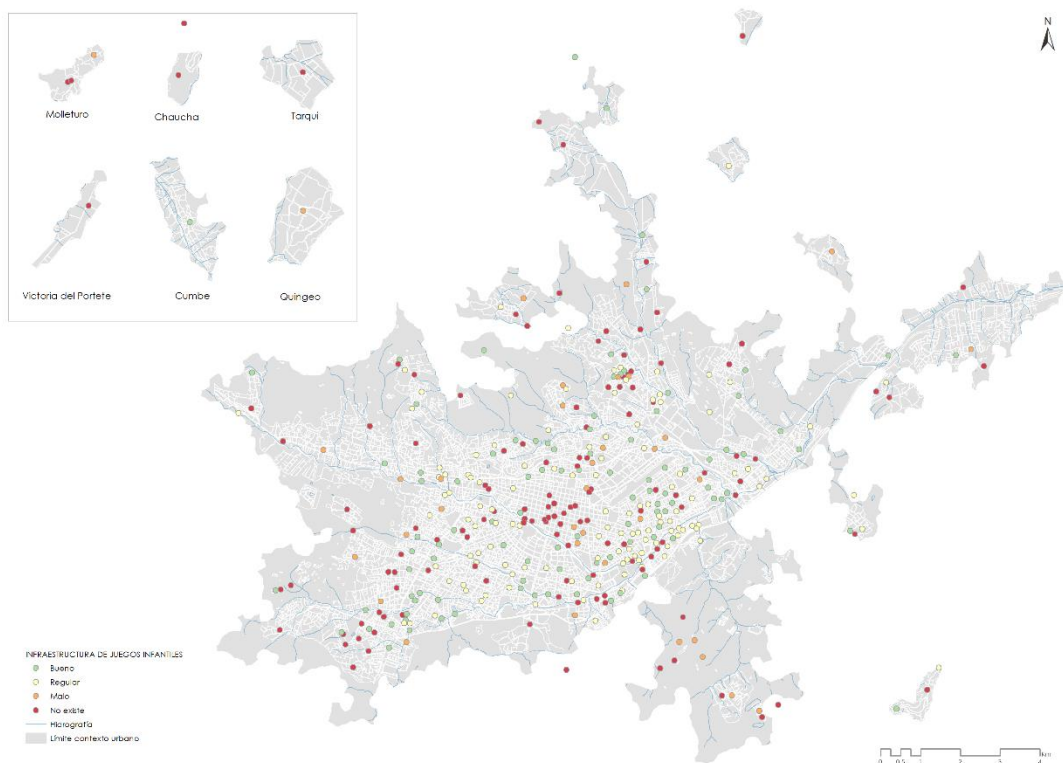 N
Molleturo
Chaucha
Tarqui
Victoria del Portete
Cumbe
Quingeo
INFRAESTRUCTURA DE JUEGOS INFANTILES
Bueno
Regular
Malo
No existe
Hidrografía
Límite contexto urbano
0 0.5 1 2 3 4
km